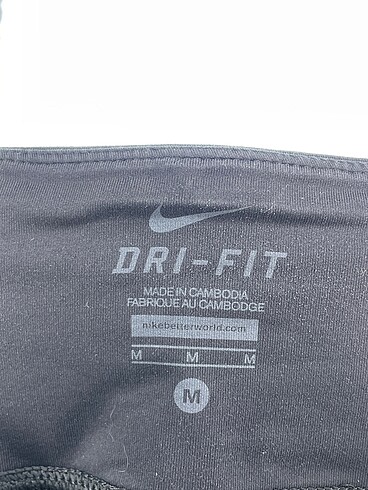 DRI-FIT
MADE IN CAMBODIA
FABRIQUE AU CAMBODGE
nikebetterworld.com
M M M
M